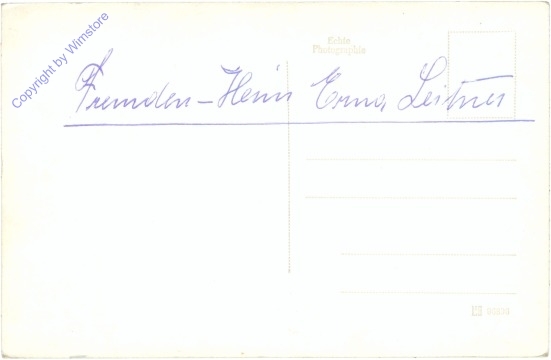 Copyright by Wimstore
Echte
Photographie
Fremden-Heim Erna Leitner